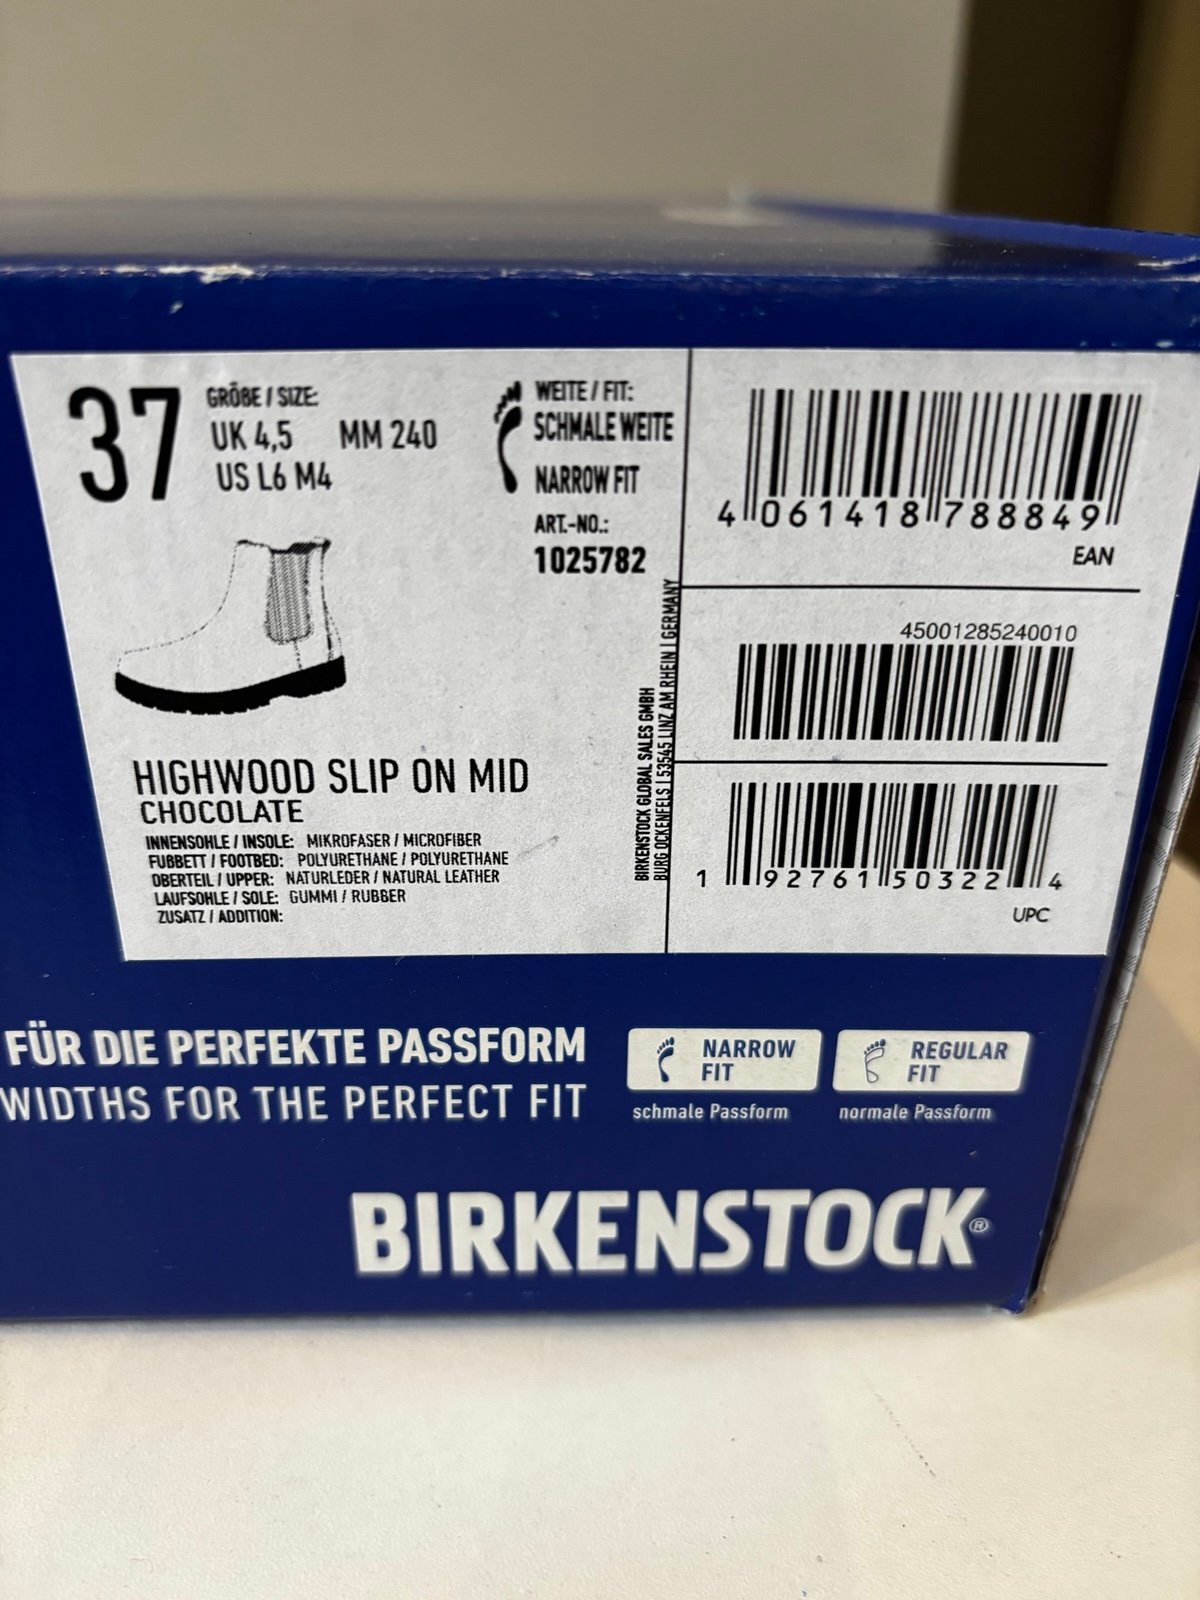 37
GRÖBE / SIZE:
UK 4,5 MM 240
US L6 M4
WEITE / FIT:
SCHMALE WEITE
NARROW FIT
ART.-NO.:
1025782
HIGHWOOD SLIP ON MID
CHOCOLATE
INNENSOHLE / INSOLE: MIKROFASER / MICROFIBER
FUBBETT / FOOTBED: POLYURETHANE / POLYURETHANE
OBERTEIL / UPPER: NATURLEDER / NATURAL LEATHER
LAUFSOHLE / SOLE: GUMMI / RUBBER
ZUSATZ / ADDITION:
BIRKENSTOCK GLOBAL SALES GMBH
BURG OCKENFELS | 53545 LINZ AM RHEIN | GERMANY
4 061418 788849
EAN
45001285240010
1 92761 50322 4
UPC
FÜR DIE PERFEKTE PASSFORM
WIDTHS FOR THE PERFECT FIT
NARROW
FIT
schmale Passform
REGULAR
FIT
normale Passform
BIRKENSTOCK®